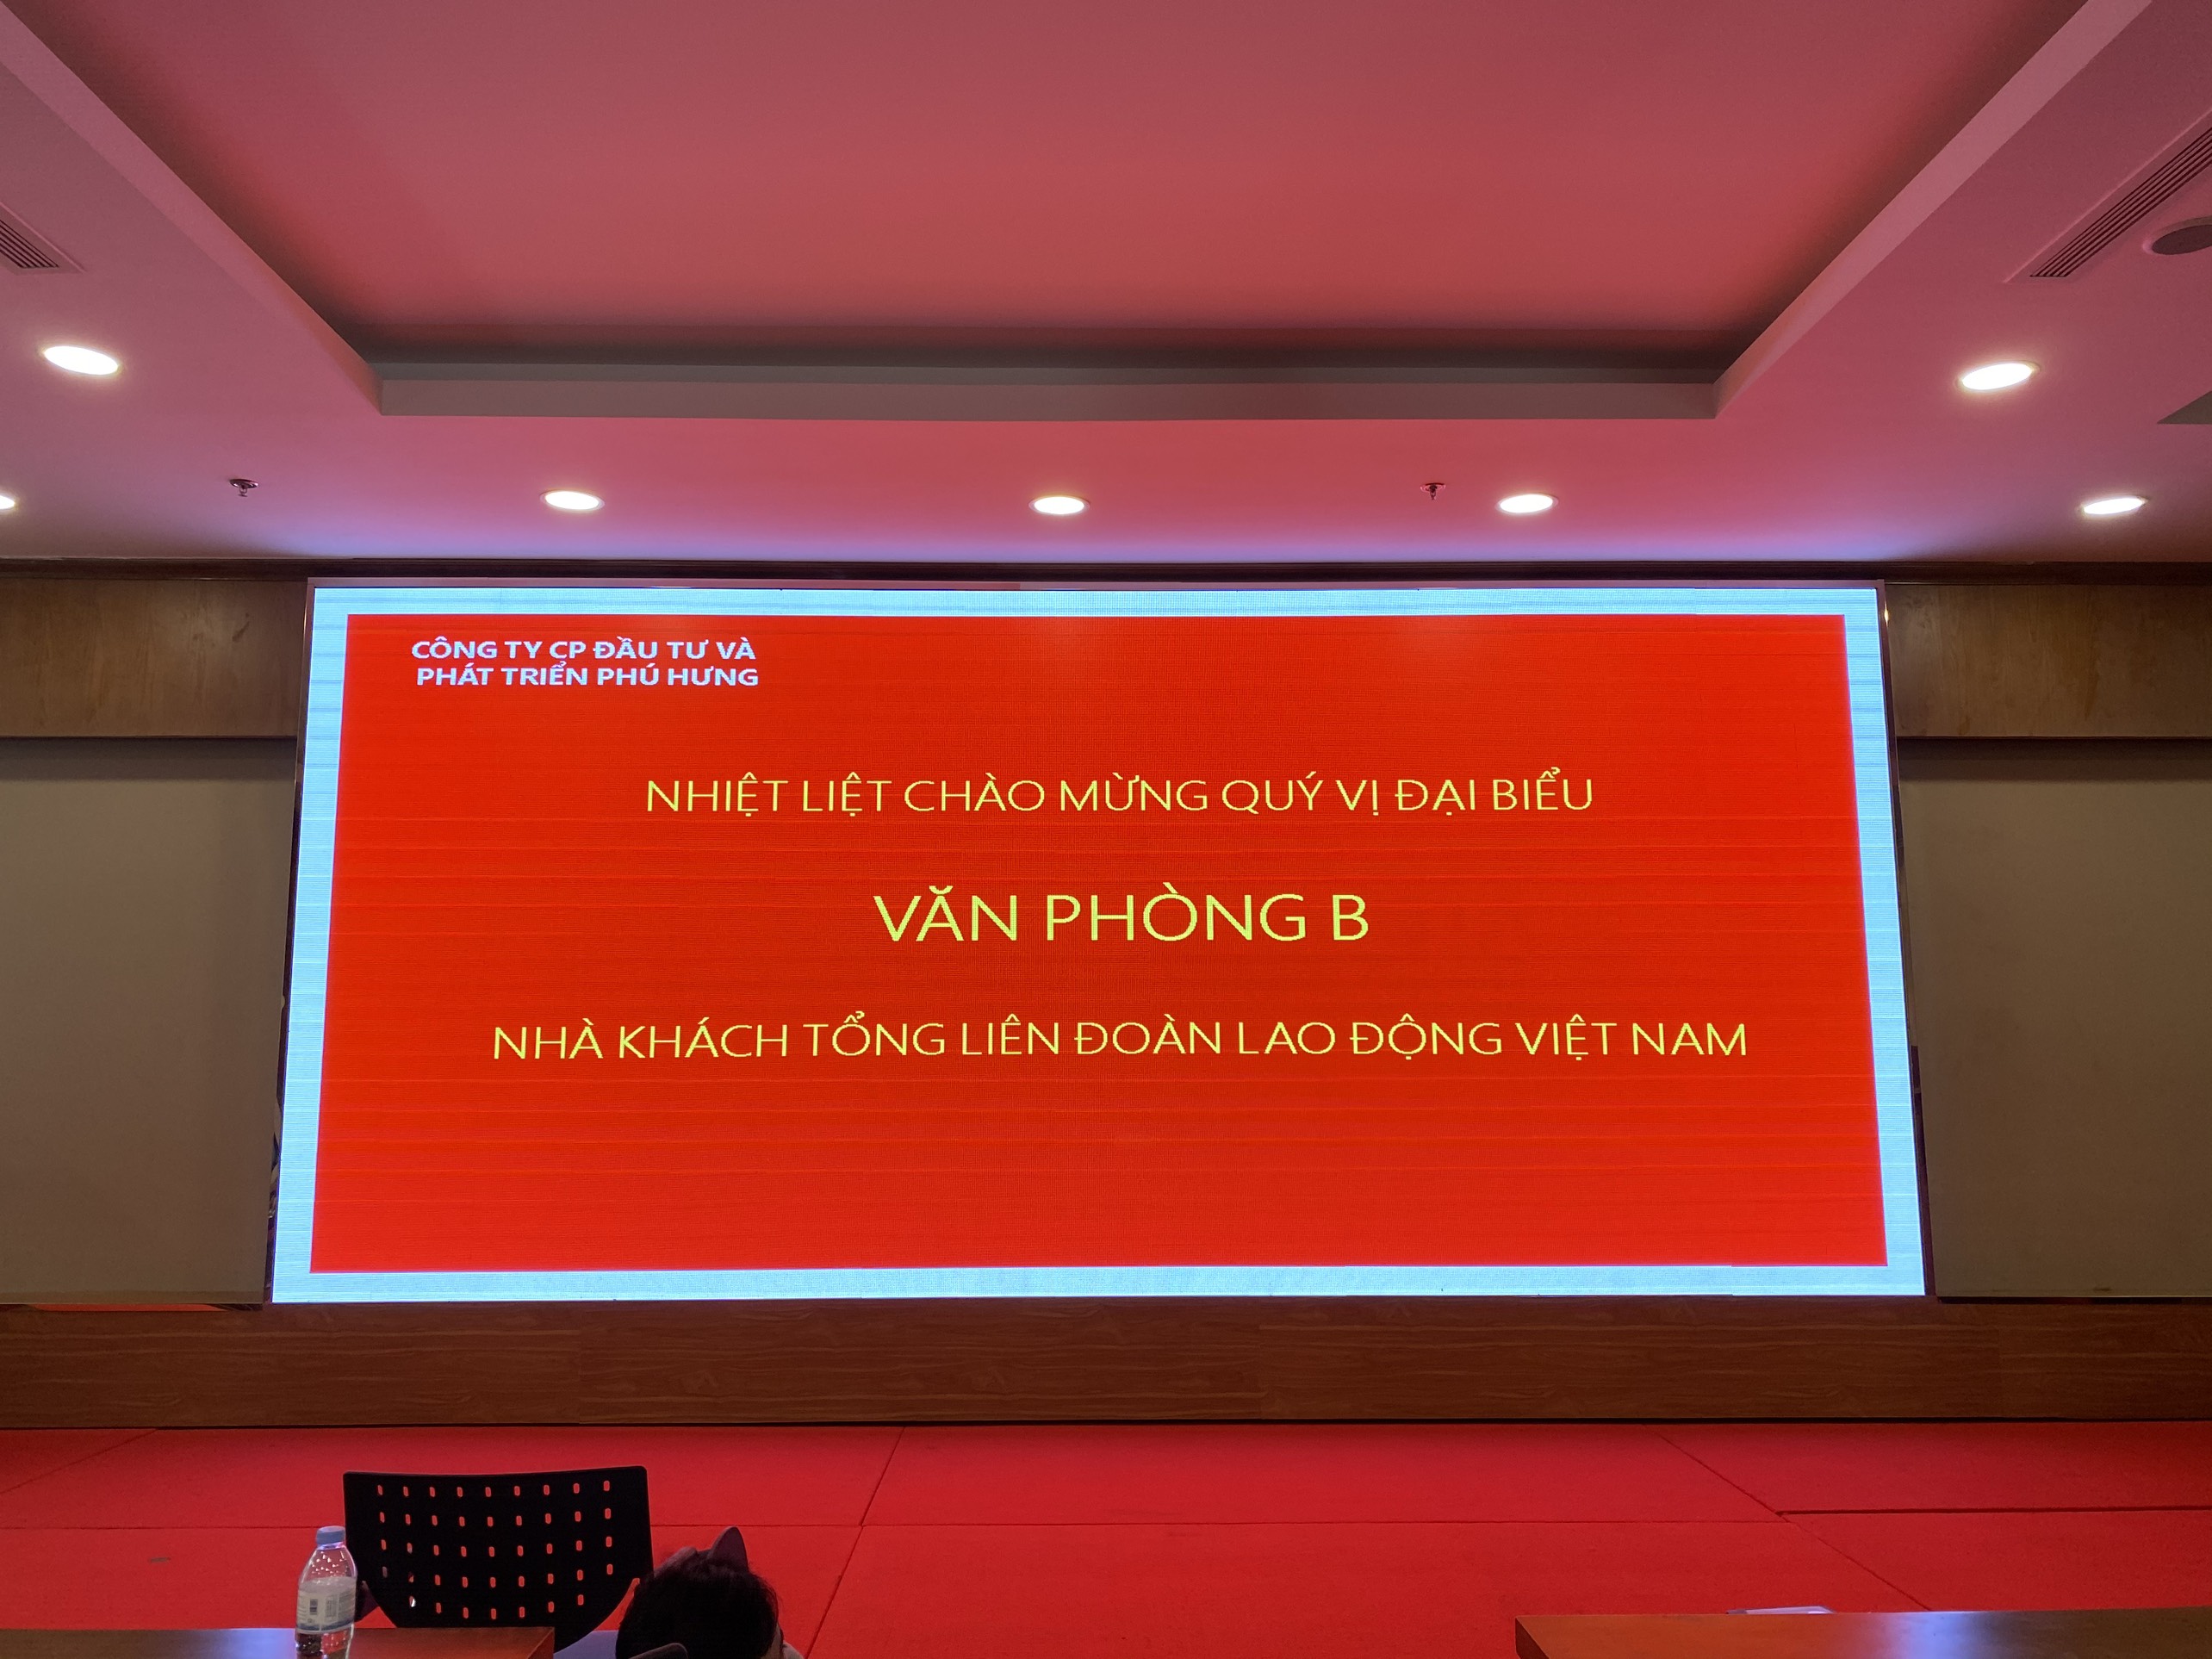 CÔNG TY CP ĐẦU TƯ VÀ
PHÁT TRIỂN PHÚ HƯNG
NHIỆT LIỆT CHÀO MỪNG QUÝ VỊ ĐẠI BIỂU
VĂN PHÒNG B
NHÀ KHÁCH TỔNG LIÊN ĐOÀN LAO ĐỘNG VIỆT NAM